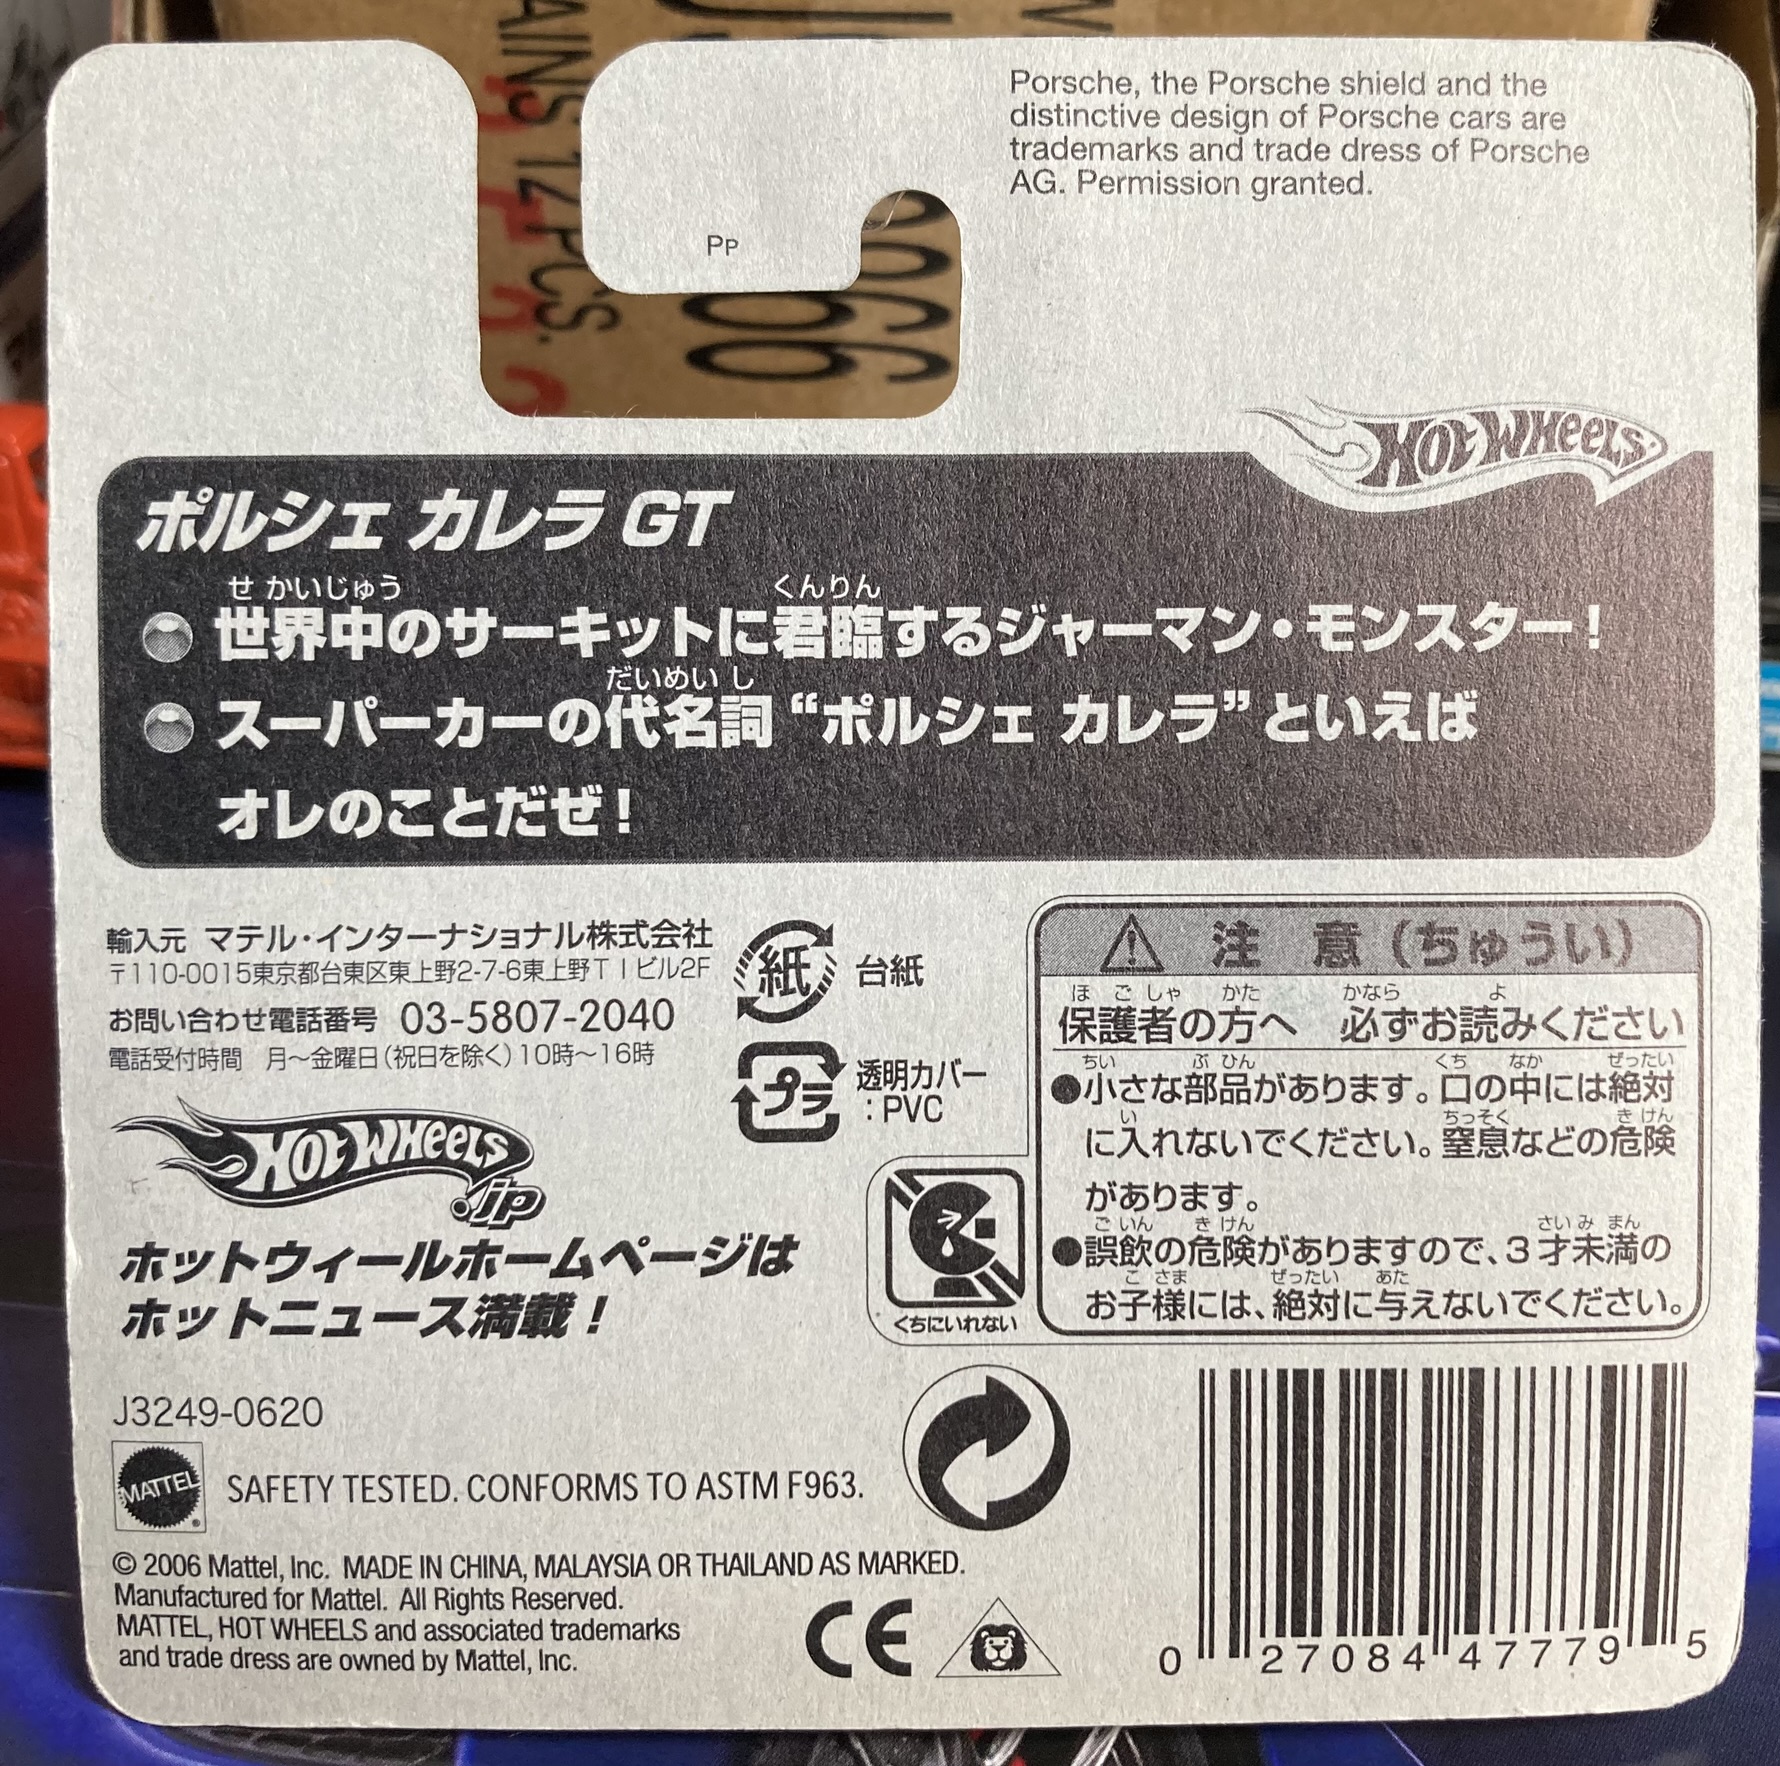 AINS 12 PCS.
Porsche, the Porsche shield and the
distinctive design of Porsche cars are
trademarks and trade dress of Porsche
AG. Permission granted.
PP
HOT WHEELS
ポルシェ カレラ GT
せ かいじゅう くんりん
世界中のサーキットに君臨するジャーマン・モンスター!
だいめい し
スーパーカーの代名詞 “ポルシェ カレラ” といえば
オレのことだぜ!
輸入元 マテル・インターナショナル株式会社
〒110-0015東京都台東区東上野2-7-6東上野TIビル2F
お問い合わせ電話番号 03-5807-2040
電話受付時間 月〜金曜日(祝日を除く)10時〜16時
紙 台紙
プラ 透明カバー
:PVC
HOT WHEELS
.jp
ホットウィールホームページは
ホットニュース満載!
注 意(ちゅうい)
ほ ご しゃ かた かなら よ
保護者の方へ 必ずお読みください
ちい ぶ ひん くち なか ぜったい
●小さな部品があります。口の中には絶対
い ちっそく き けん
に入れないでください。窒息などの危険
があります。
ご いん き けん さい み まん
●誤飲の危険がありますので、3才未満の
こ さま ぜったい あた
お子様には、絶対に与えないでください。
くちにいれない
J3249-0620
MATTEL
SAFETY TESTED. CONFORMS TO ASTM F963.
© 2006 Mattel, Inc. MADE IN CHINA, MALAYSIA OR THAILAND AS MARKED.
Manufactured for Mattel. All Rights Reserved.
MATTEL, HOT WHEELS and associated trademarks
and trade dress are owned by Mattel, Inc.
CE
0 27084 47779 5